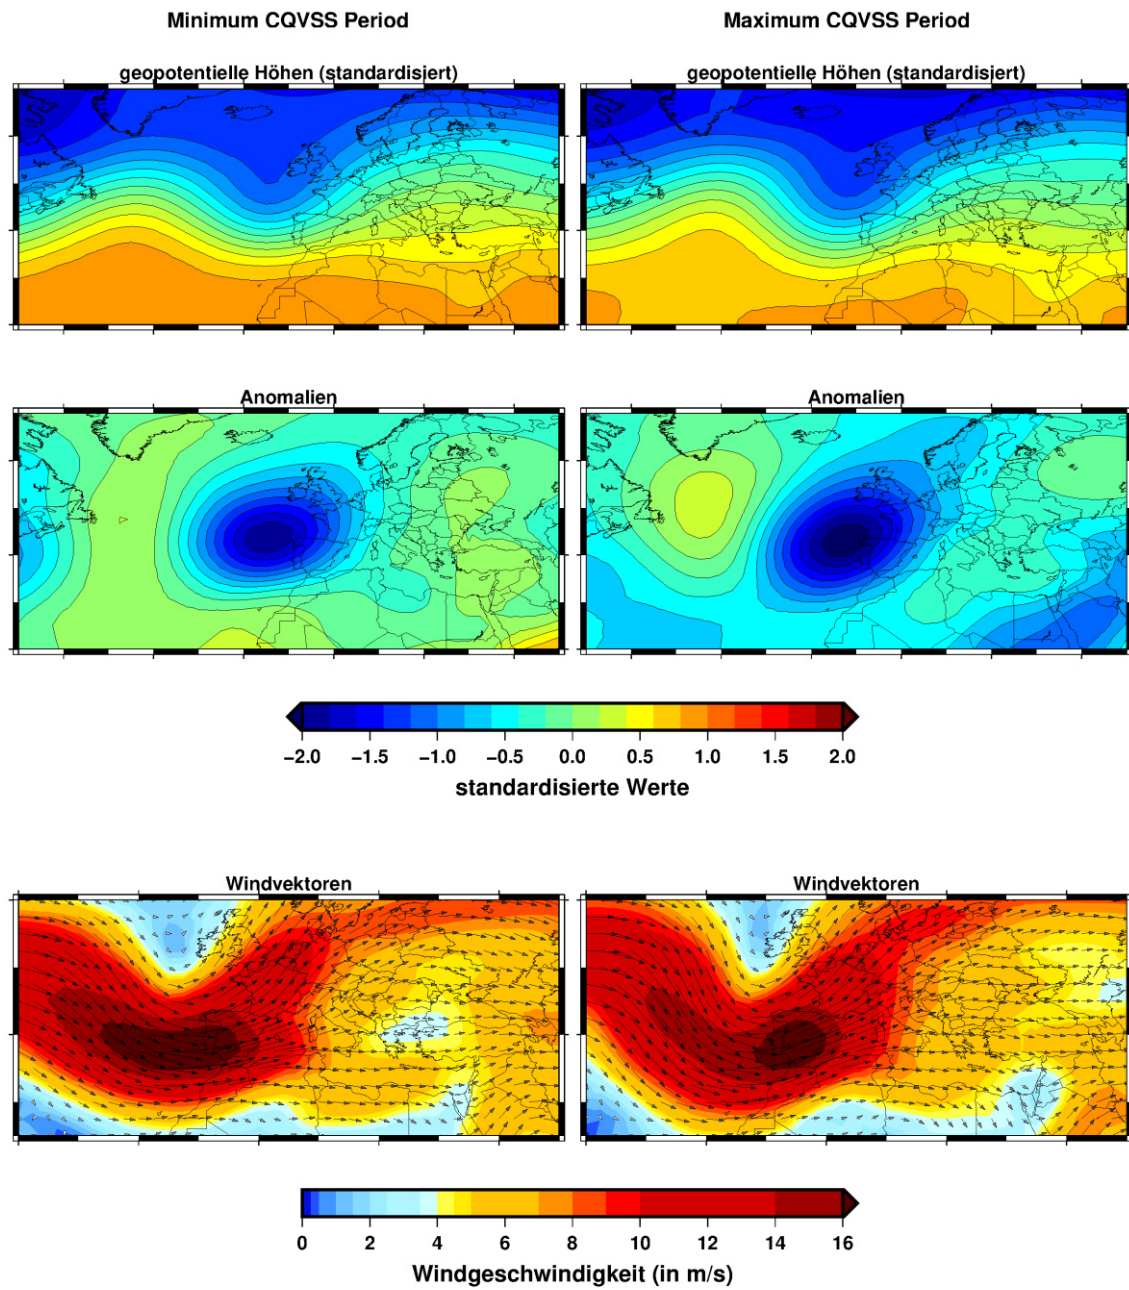 Minimum CQVSS Period
Maximum CQVSS Period
geopotentielle Höhen (standardisiert)
geopotentielle Höhen (standardisiert)
Anomalien
Anomalien
−2.0 −1.5 −1.0 −0.5 0.0 0.5 1.0 1.5 2.0
standardisierte Werte
Windvektoren
Windvektoren
0 2 4 6 8 10 12 14 16
Windgeschwindigkeit (in m/s)